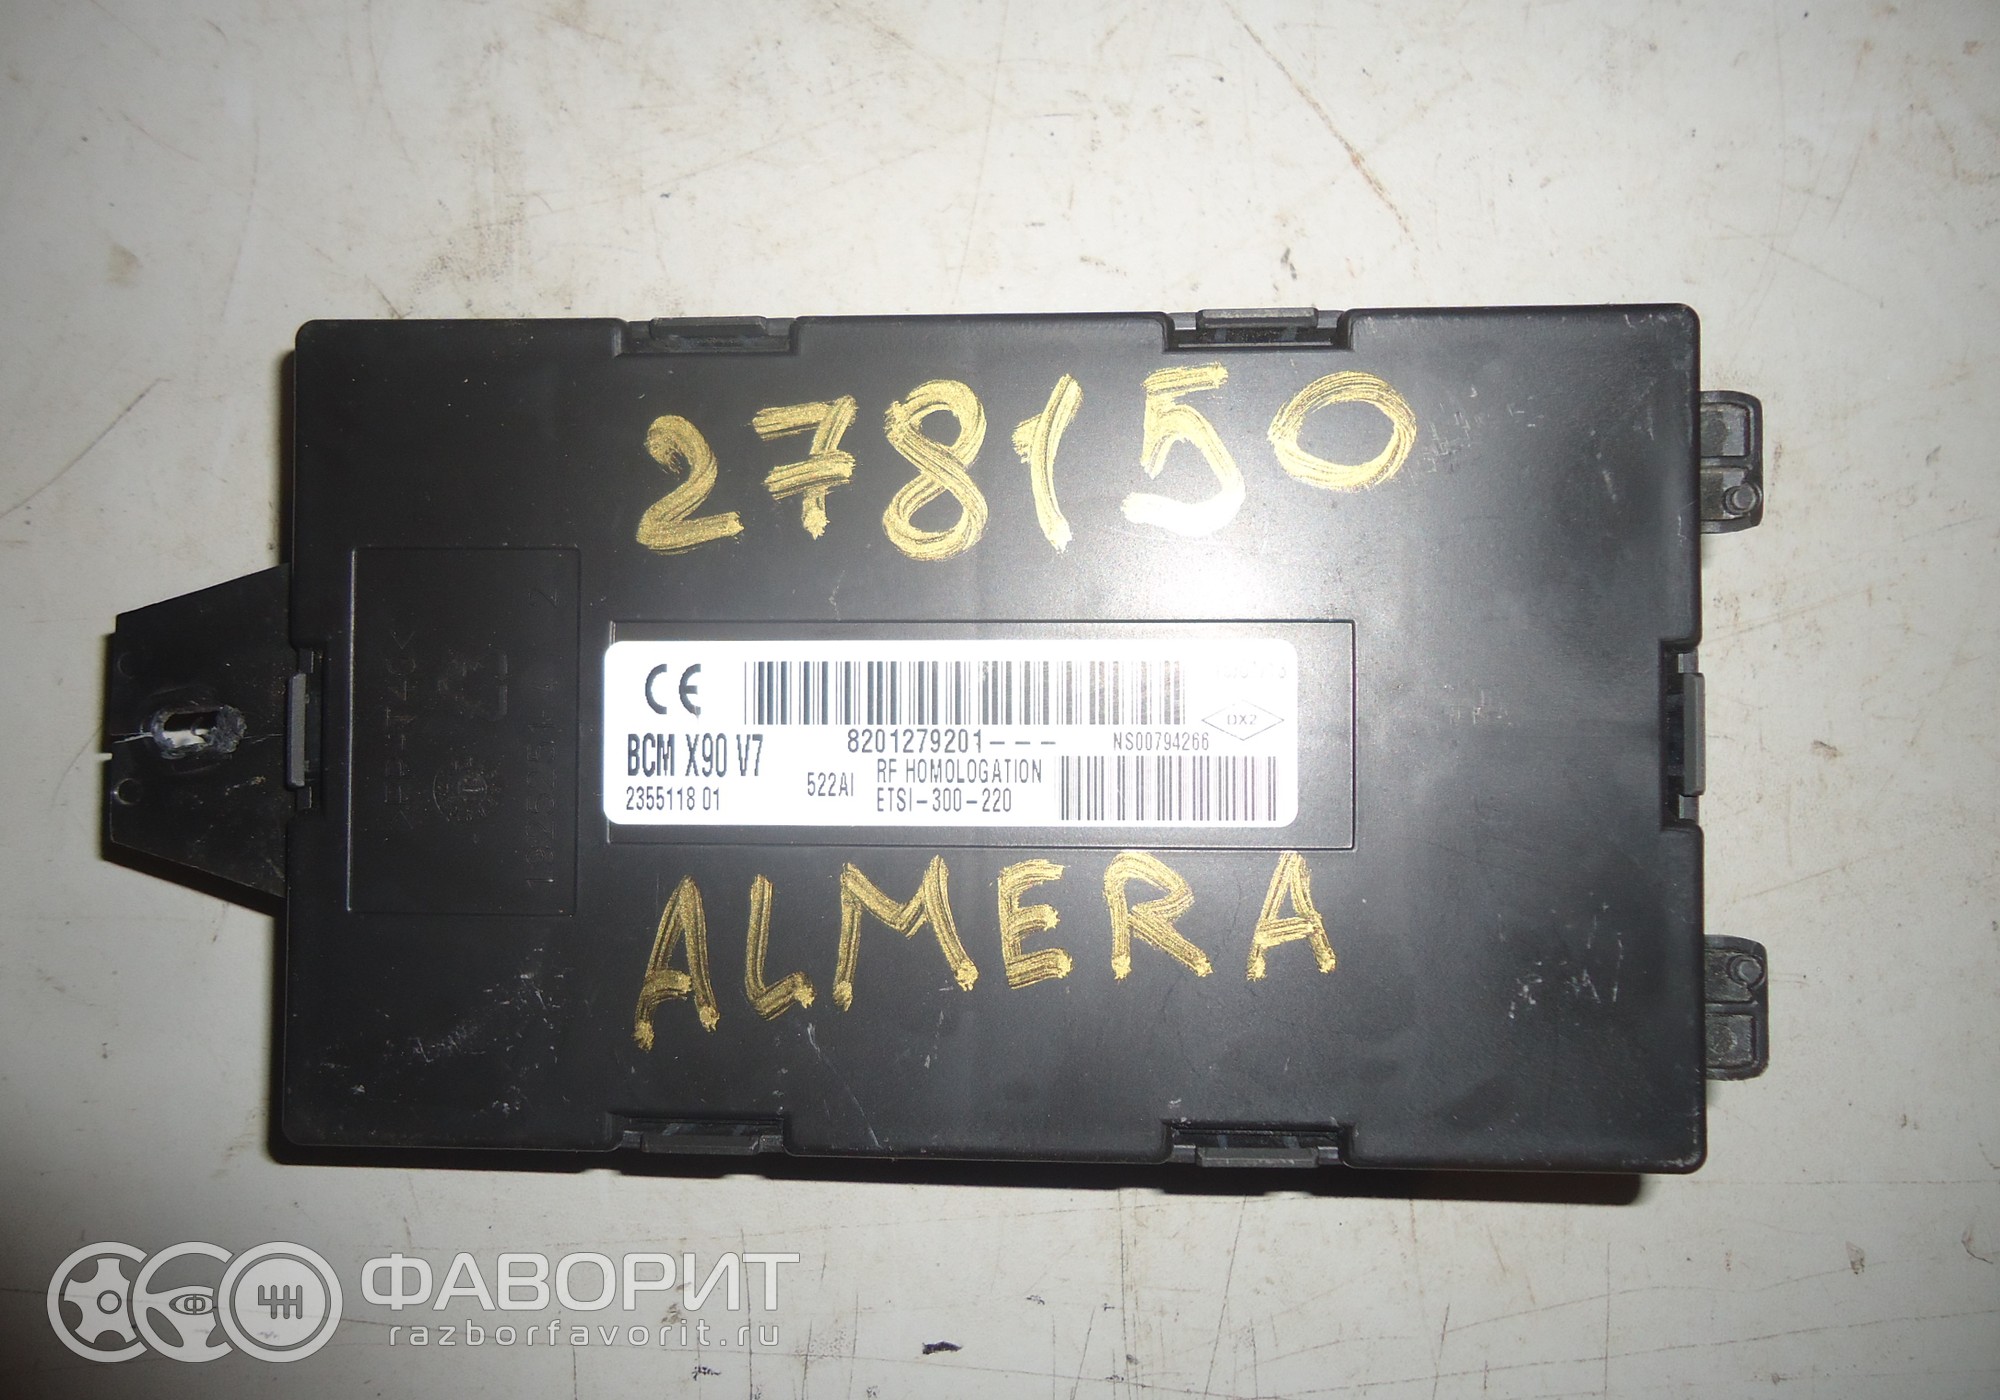 278150
CE
DX2
BCM X90 V7
8201279201---
NS00794266
522AI
RF HOMOLOGATION
2355118 01
ETSI-300-220
ALMERA
ФАВОРИТ
razborfavorit.ru